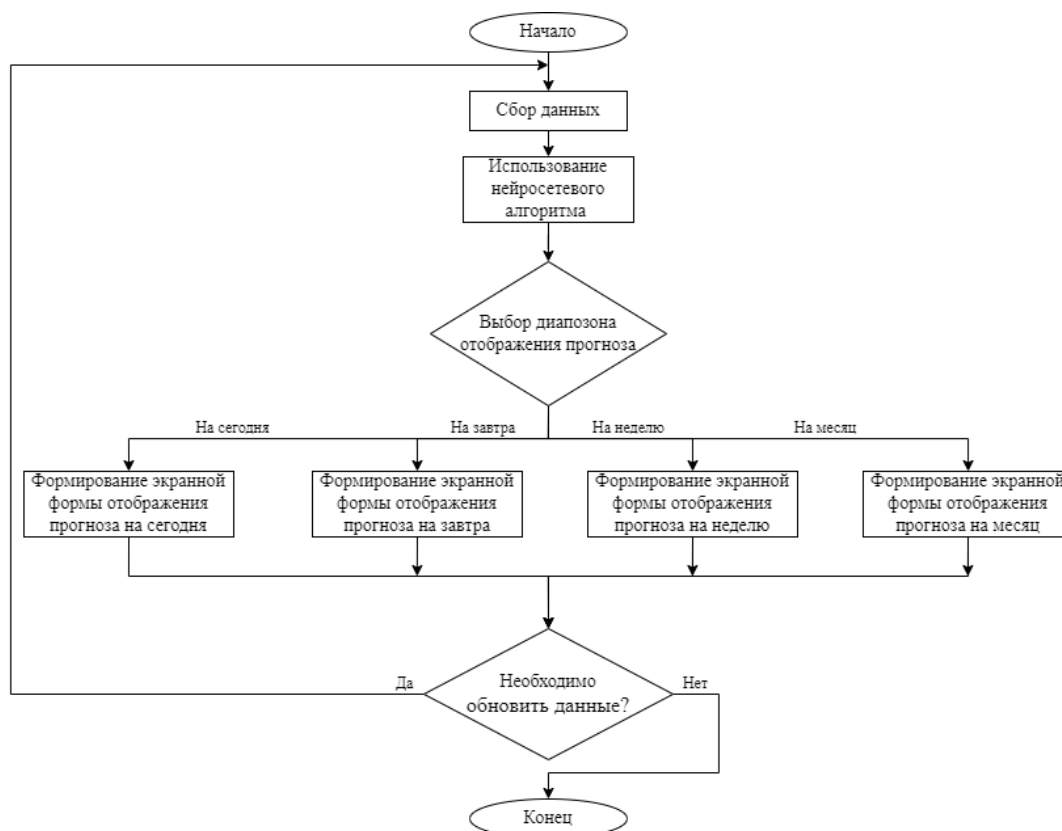 Начало
Сбор данных
Использование
нейросетевого
алгоритма
Выбор диапозона
отображения прогноза
На сегодня
На завтра
На неделю
На месяц
Формирование экранной
формы отображения
прогноза на сегодня
Формирование экранной
формы отображения
прогноза на завтра
Формирование экранной
формы отображения
прогноза на неделю
Формирование экранной
формы отображения
прогноза на месяц
Да
Необходимо
обновить данные?
Нет
Конец